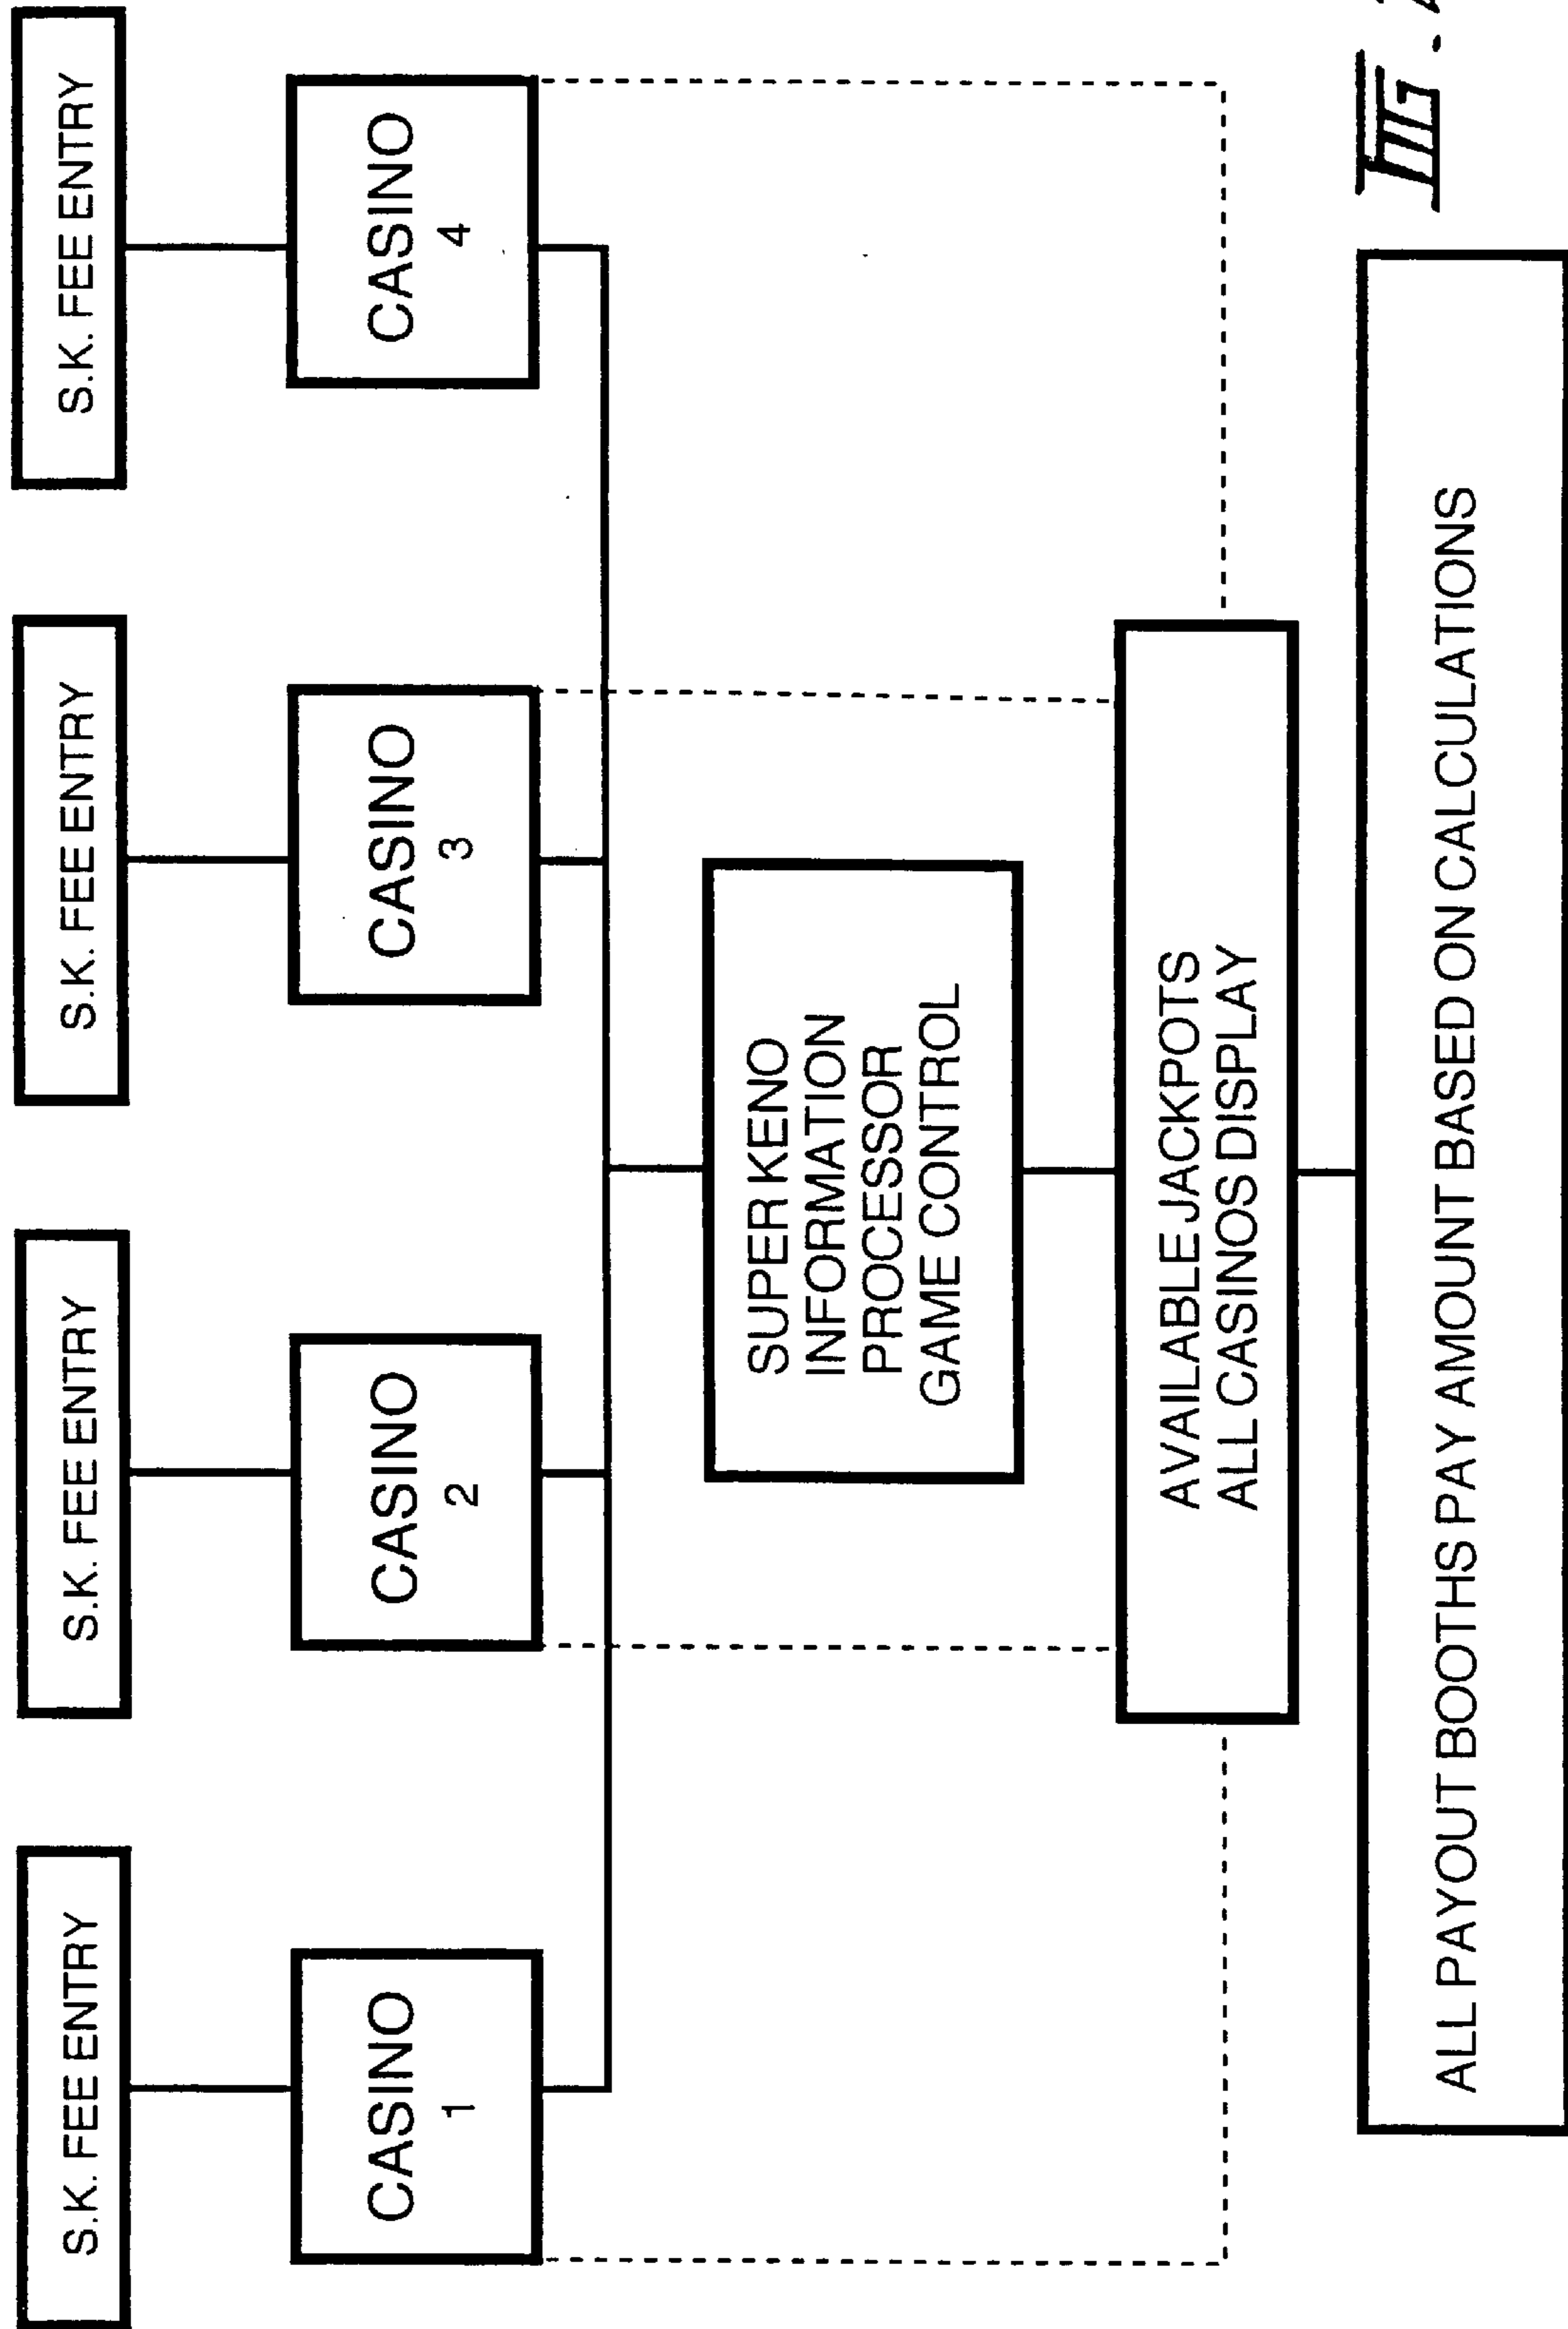 S.K. FEE ENTRY
S.K. FEE ENTRY
S.K. FEE ENTRY
S.K. FEE ENTRY
CASINO
1
CASINO
2
CASINO
3
CASINO
4
SUPER KENO
INFORMATION
PROCESSOR
GAME CONTROL
AVAILABLE JACKPOTS
ALL CASINOS DISPLAY
ALL PAYOUT BOOTHS PAY AMOUNT BASED ON CALCULATIONS